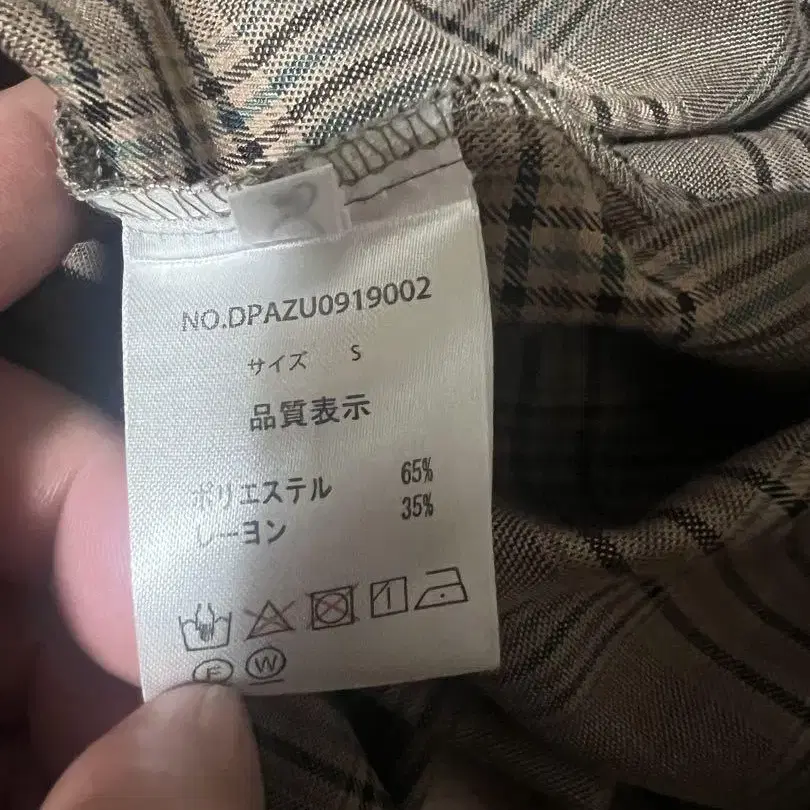 NO.DPAZU0919002
サイズ S
品質表示
ポリエステル 65%
レーヨン 35%
F W